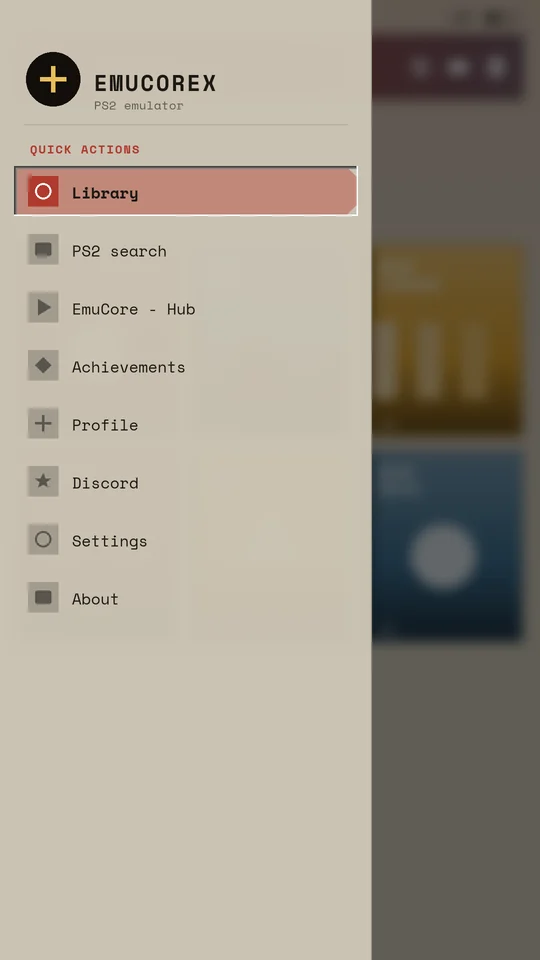 EMUCOREX
PS2 emulator
QUICK ACTIONS
Library
PS2 search
EmuCore - Hub
Achievements
Profile
Discord
Settings
About